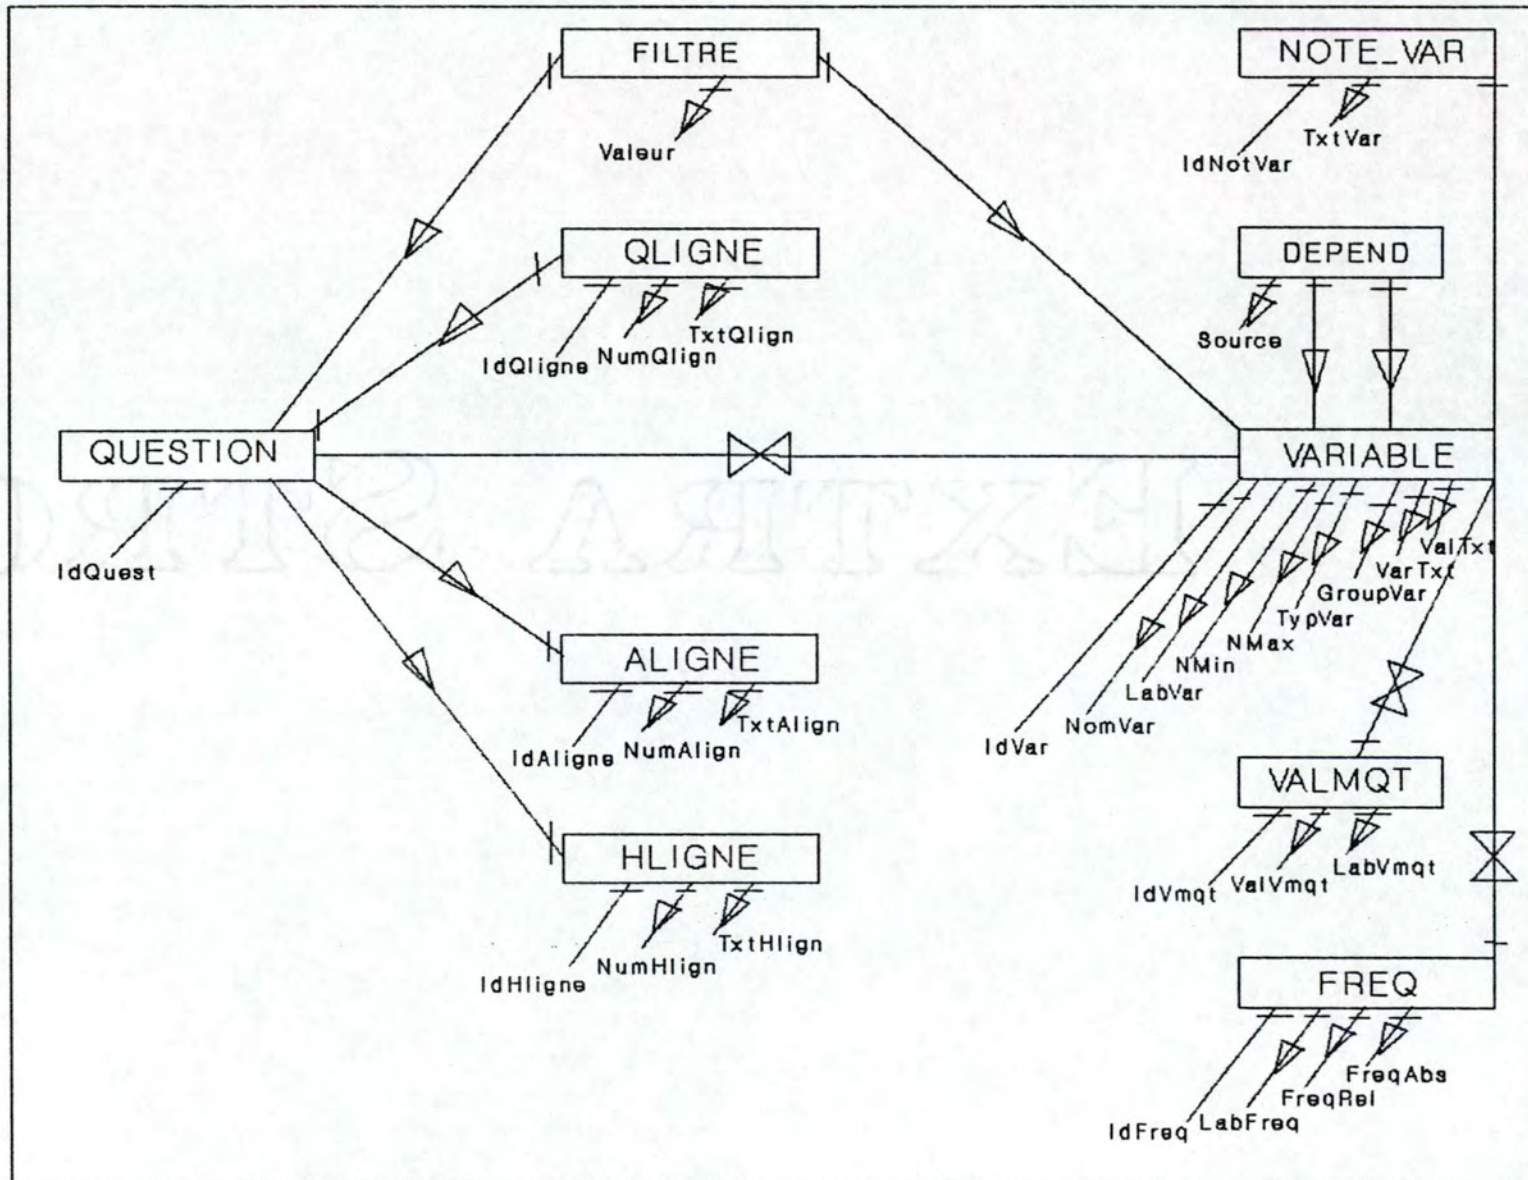 FILTRE
NOTE_VAR
Valeur
IdNotVar
TxtVar
QLIGNE
DEPEND
IdQligne
NumQlign
TxtQlign
Source
QUESTION
VARIABLE
IdQuest
IdVar
NomVar
LabVar
NMin
NMax
TypVar
GroupVar
VarTxt
ValTxt
ALIGNE
IdAligne
NumAlign
TxtAlign
VALMQT
IdVmqt
ValVmqt
LabVmqt
HLIGNE
IdHligne
NumHlign
TxtHlign
FREQ
IdFreq
LabFreq
FreqRel
FreqAbs